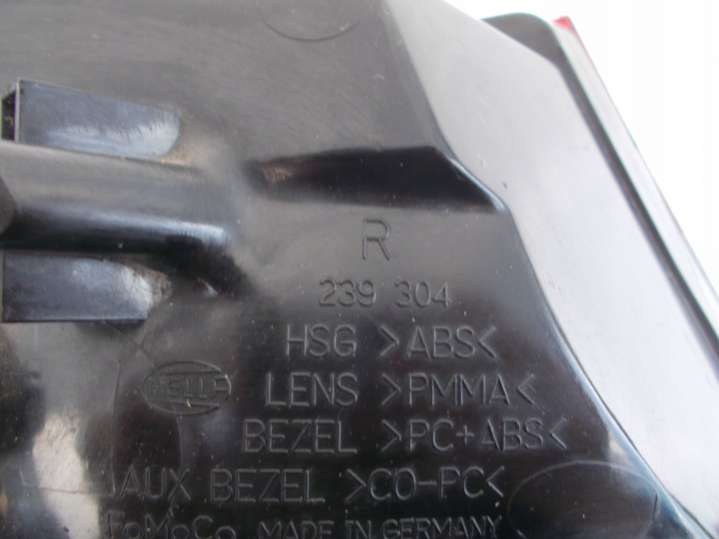 R
239 304
HSG >ABS<
HELLA LENS >PMMA<
BEZEL >PC+ABS<
AUX BEZEL >CO-PC<
FoMoCo MADE IN GERMANY